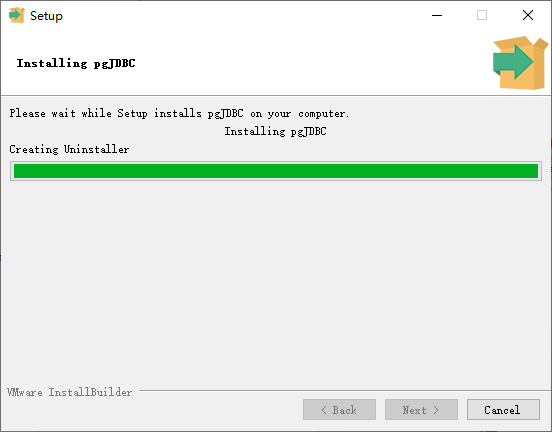 Setup
Installing pgJDBC
Please wait while Setup installs pgJDBC on your computer.
Installing pgJDBC
Creating Uninstaller
VMware InstallBuilder
< Back
Next >
Cancel